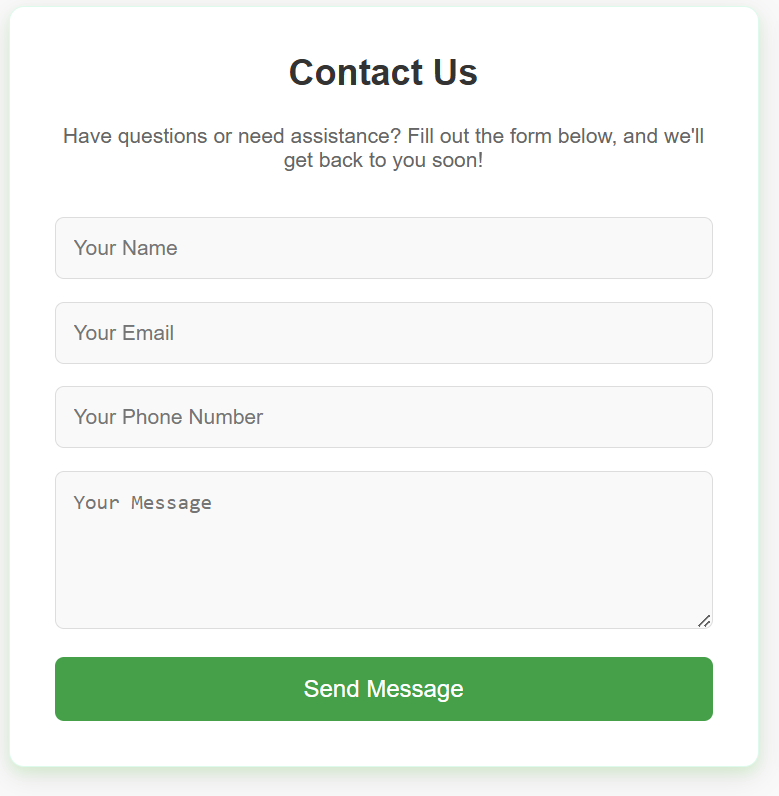 Contact Us
Have questions or need assistance? Fill out the form below, and we'll
get back to you soon!
Your Name
Your Email
Your Phone Number
Your Message
Send Message